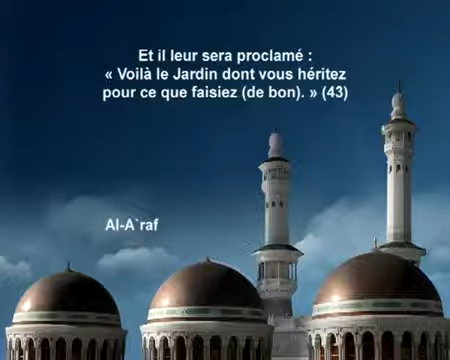 Et il leur sera proclamé :
« Voilà le Jardin dont vous héritez
pour ce que faisiez (de bon). » (43)
Al-A`raf